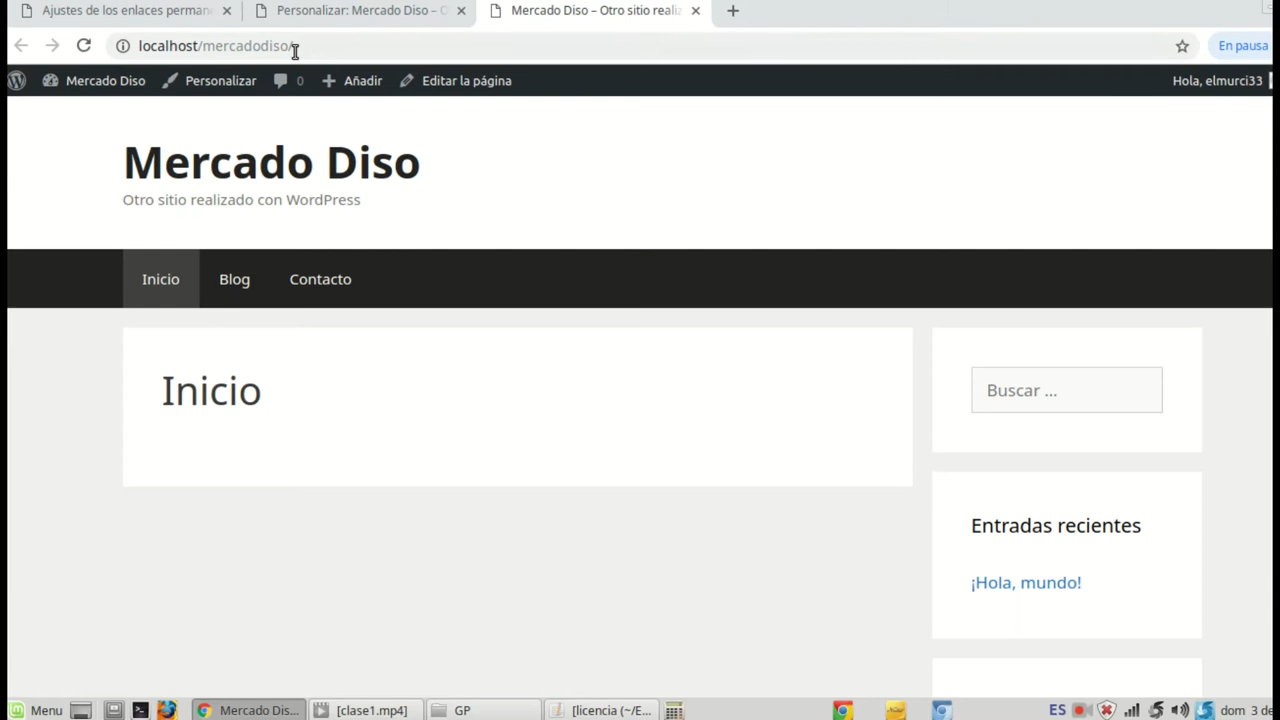 Ajustes de los enlaces perman
Personalizar: Mercado Diso – O
Mercado Diso – Otro sitio realiz
localhost/mercadodiso/
En pausa
Mercado Diso
Personalizar
0
Añadir
Editar la página
Hola, elmurci33
Mercado Diso
Otro sitio realizado con WordPress
Inicio
Blog
Contacto
Inicio
Buscar ...
Entradas recientes
¡Hola, mundo!
Menu
Mercado Dis...
[clase1.mp4]
GP
[licencia (~/E...
ES
dom 3 de